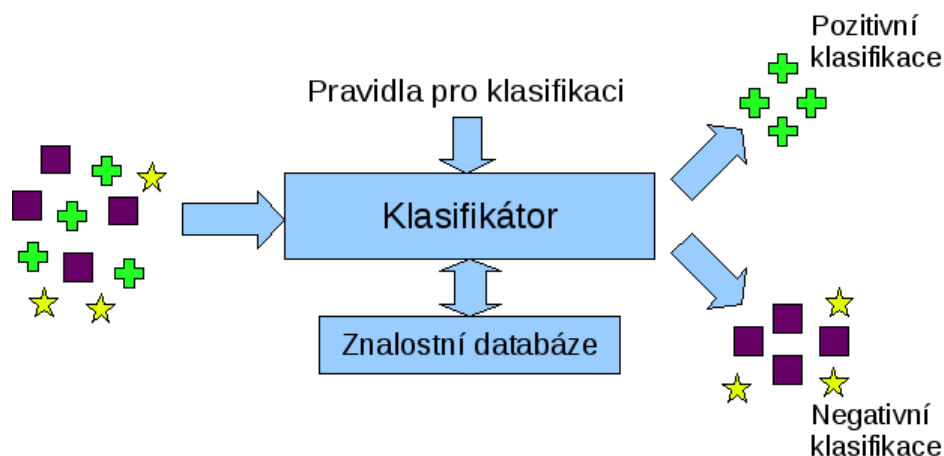 Pozitivní
klasifikace
Pravidla pro klasifikaci
Klasifikátor
Znalostní databáze
Negativní
klasifikace